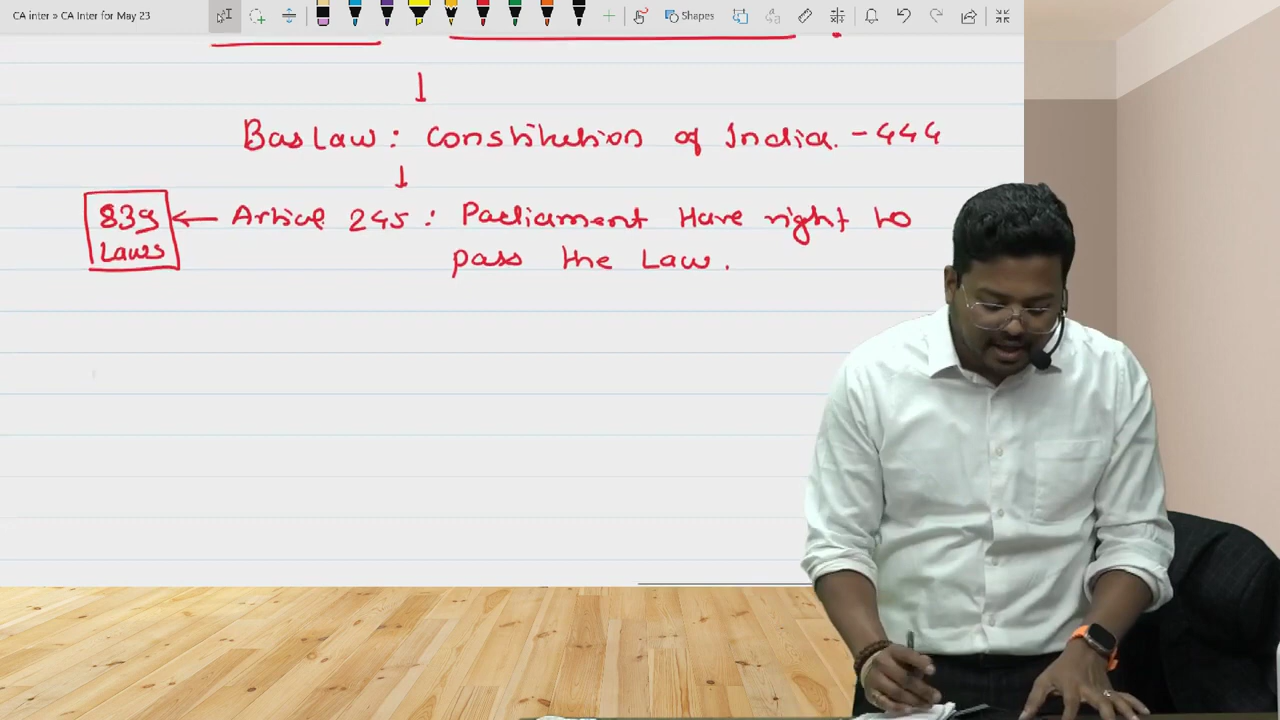 CA inter » CA Inter for May 23
Shapes
Bas Law : Constitution of India. - 444
839 Laws ← Article 245 : Parliament Have right to
pass the Law.